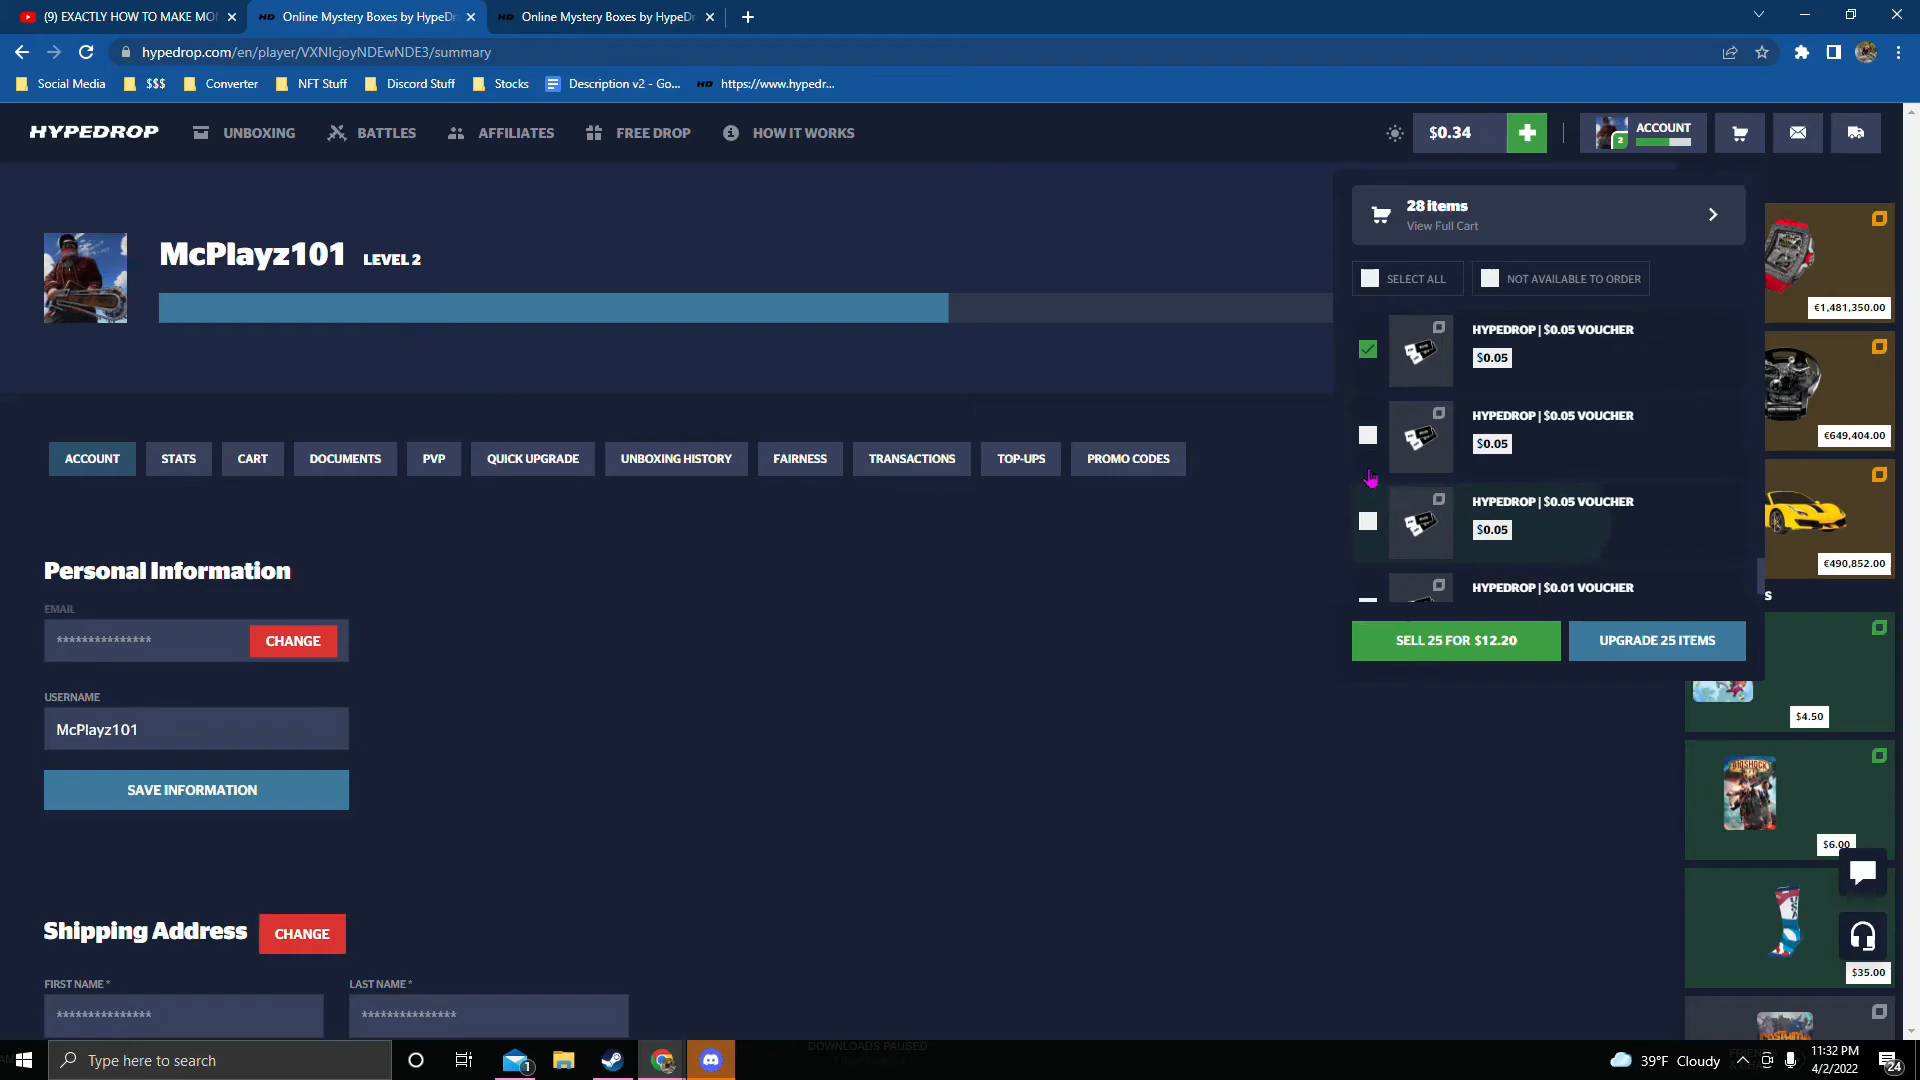 (9) EXACTLY HOW TO MAKE MO
Online Mystery Boxes by HypeDr
Online Mystery Boxes by HypeDr
hypedrop.com/en/player/VXNlcjoyNDEwNDE3/summary
Social Media
$$$
Converter
NFT Stuff
Discord Stuff
Stocks
Description v2 - Go...
HD
https://www.hypedr...
HYPEDROP
UNBOXING
BATTLES
AFFILIATES
FREE DROP
HOW IT WORKS
$0.34
2
ACCOUNT
McPlayz101 LEVEL 2
28 items
View Full Cart
SELECT ALL
NOT AVAILABLE TO ORDER
HYPEDROP | $0.05 VOUCHER
$0.05
HYPEDROP | $0.05 VOUCHER
$0.05
HYPEDROP | $0.05 VOUCHER
$0.05
HYPEDROP | $0.01 VOUCHER
SELL 25 FOR $12.20
UPGRADE 25 ITEMS
€1,481,350.00
€649,404.00
€490,852.00
S
$4.50
$6.00
$35.00
ACCOUNT
STATS
CART
DOCUMENTS
PVP
QUICK UPGRADE
UNBOXING HISTORY
FAIRNESS
TRANSACTIONS
TOP-UPS
PROMO CODES
Personal Information
EMAIL
***************
CHANGE
USERNAME
McPlayz101
SAVE INFORMATION
Shipping Address
CHANGE
FIRST NAME *
***************
LAST NAME *
***************
DOWNLOADS PAUSED
Type here to search
1
39°F Cloudy
11:32 PM
4/2/2022
24